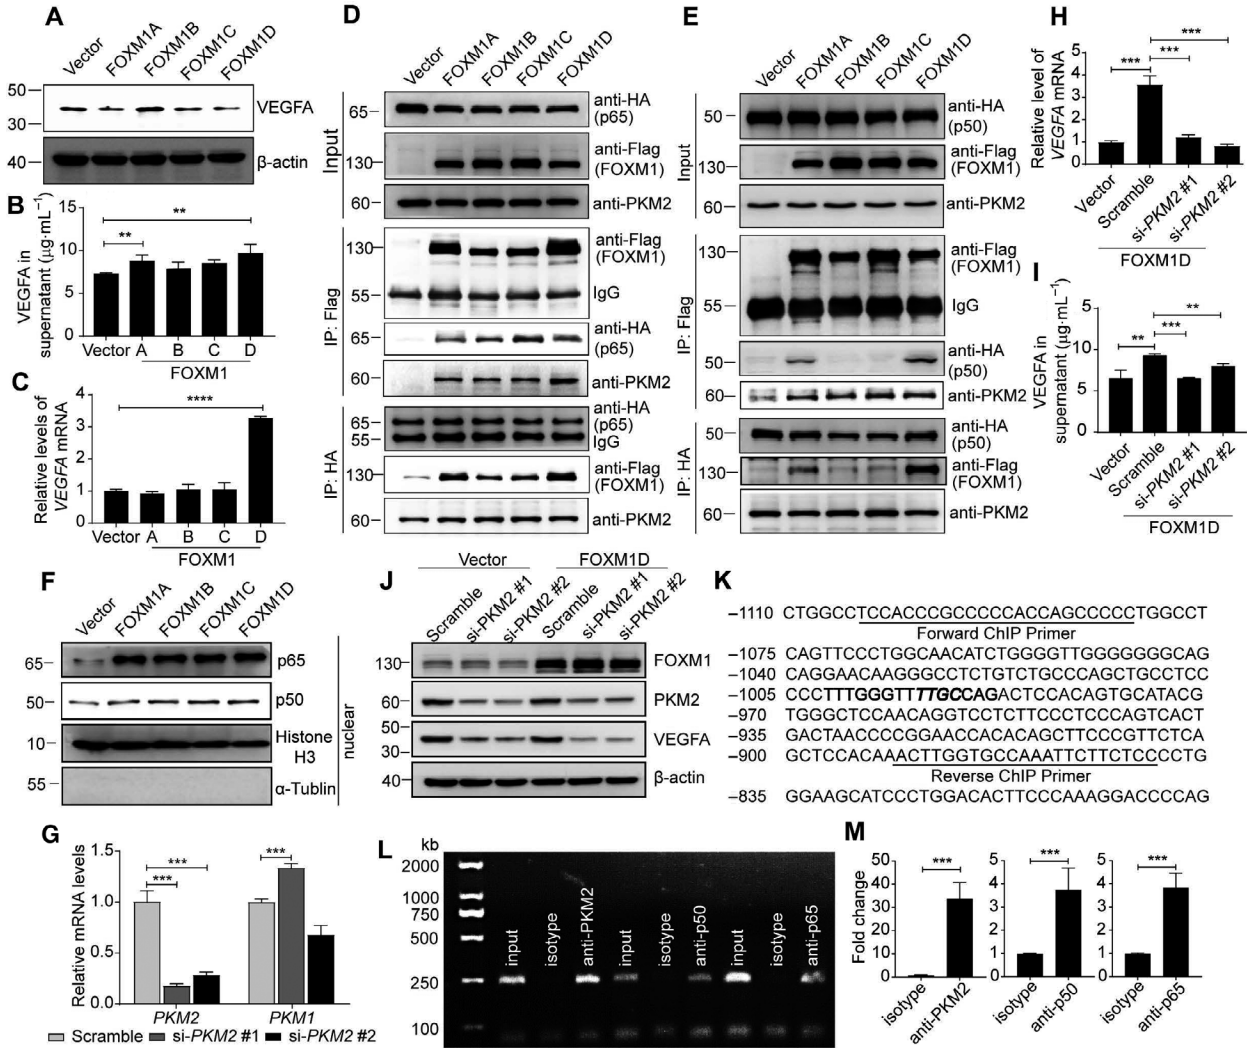 A
Vector
FOXM1A
FOXM1B
FOXM1C
FOXM1D
50
30
VEGFA
40
β-actin
B
VEGFA in
supernatant (µg·mL⁻¹)
15
10
5
0
**
**
Vector A B C D
FOXM1
C
Relative levels of
VEGFA mRNA
4
3
2
1
0
****
Vector A B C D
FOXM1
D
Vector
FOXM1A
FOXM1B
FOXM1C
FOXM1D
Input
65
anti-HA
(p65)
130
anti-Flag
(FOXM1)
60
anti-PKM2
IP: Flag
130
anti-Flag
(FOXM1)
55
IgG
65
anti-HA
(p65)
60
anti-PKM2
IP: HA
65
anti-HA
(p65)
55
IgG
130
anti-Flag
(FOXM1)
60
anti-PKM2
E
Vector
FOXM1A
FOXM1B
FOXM1C
FOXM1D
Input
50
anti-HA
(p50)
130
anti-Flag
(FOXM1)
60
anti-PKM2
IP: Flag
130
anti-Flag
(FOXM1)
55
IgG
50
anti-HA
(p50)
60
anti-PKM2
IP: HA
50
anti-HA
(p50)
130
anti-Flag
(FOXM1)
60
anti-PKM2
H
Relative level of
VEGFA mRNA
5
4
3
2
1
0
***
***
***
Vector
Scramble
si-PKM2 #1
si-PKM2 #2
FOXM1D
I
VEGFA in
supernatant (µg·mL⁻¹)
15
10
5
0
**
***
**
Vector
Scramble
si-PKM2 #1
si-PKM2 #2
FOXM1D
F
Vector
FOXM1A
FOXM1B
FOXM1C
FOXM1D
65
p65
50
p50
10
Histone
H3
55
α-Tublin
nuclear
G
Relative mRNA levels
1.5
1.0
0.5
0.0
***
***
***
PKM2 PKM1
Scramble si-PKM2 #1 si-PKM2 #2
J
Vector FOXM1D
Scramble
si-PKM2 #1
si-PKM2 #2
Scramble
si-PKM2 #1
si-PKM2 #2
130
FOXM1
60
PKM2
50
30
VEGFA
40
β-actin
K
−1110 CTGGCCTCCACCCGCCCCCACCAGCCCCCTGGCCT
Forward ChIP Primer
−1075 CAGTTCCCTGGCAACATCTGGGGTTGGGGGGGCAG
−1040 CAGGAACAAGGGCCTCTGTCTGCCCAGCTGCCTCC
−1005 CCCTTTGGGTTTTGCCAGACTCCACAGTGCATACG
−970 TGGGCTCCAACAGGTCCTCTTCCCTCCCAGTCACT
−935 GACTAACCCCGGAACCACACAGCTTCCCGTTCTCA
−900 GCTCCACAAACTTGGTGCCAAATTCTTCTCCCCTG
Reverse ChIP Primer
−835 GGAAGCATCCCTGGACACTTCCCAAAGGACCCCAG
L
kb
2000
1000
750
500
250
100
input
isotype
anti-PKM2
input
isotype
anti-p50
input
isotype
anti-p65
M
Fold change
50
40
30
20
10
0
***
isotype
anti-PKM2
5
4
3
2
1
0
***
isotype
anti-p50
5
4
3
2
1
0
***
isotype
anti-p65